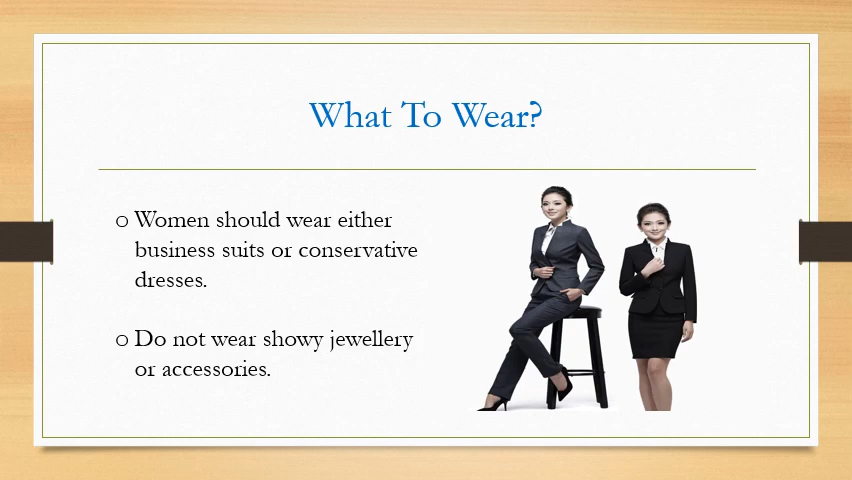 What To Wear?
o Women should wear either
business suits or conservative
dresses.
o Do not wear showy jewellery
or accessories.